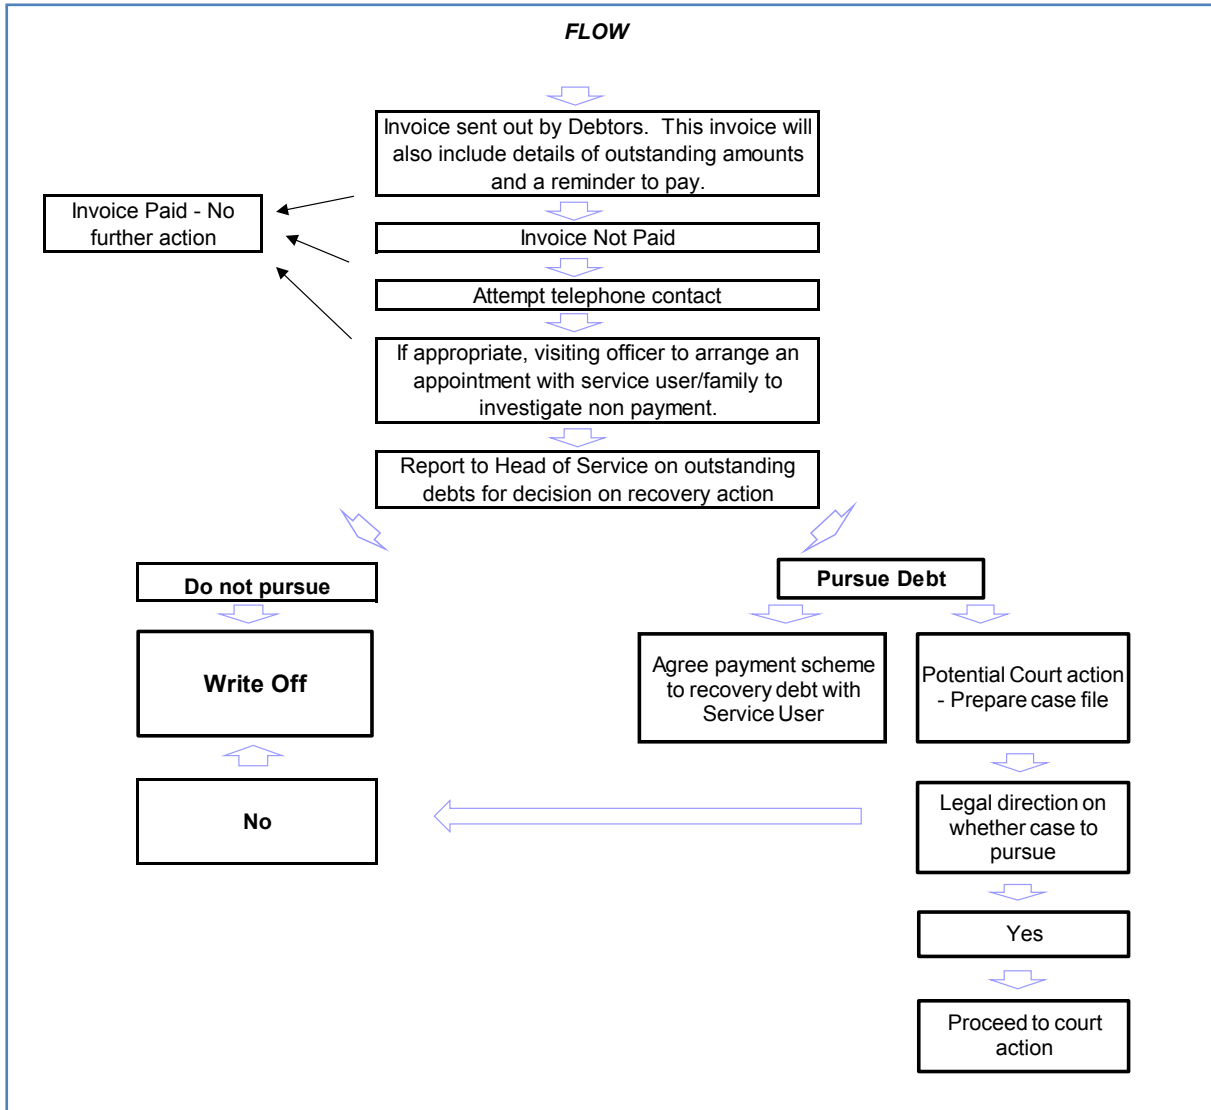 FLOW
Invoice sent out by Debtors.  This invoice will
also include details of outstanding amounts
and a reminder to pay.
Invoice Paid - No
further action
Invoice Not Paid
Attempt telephone contact
If appropriate, visiting officer to arrange an
appointment with service user/family to
investigate non payment.
Report to Head of Service on outstanding
debts for decision on recovery action
Do not pursue
Pursue Debt
Write Off
Agree payment scheme
to recovery debt with
Service User
Potential Court action
- Prepare case file
No
Legal direction on
whether case to
pursue
Yes
Proceed to court
action